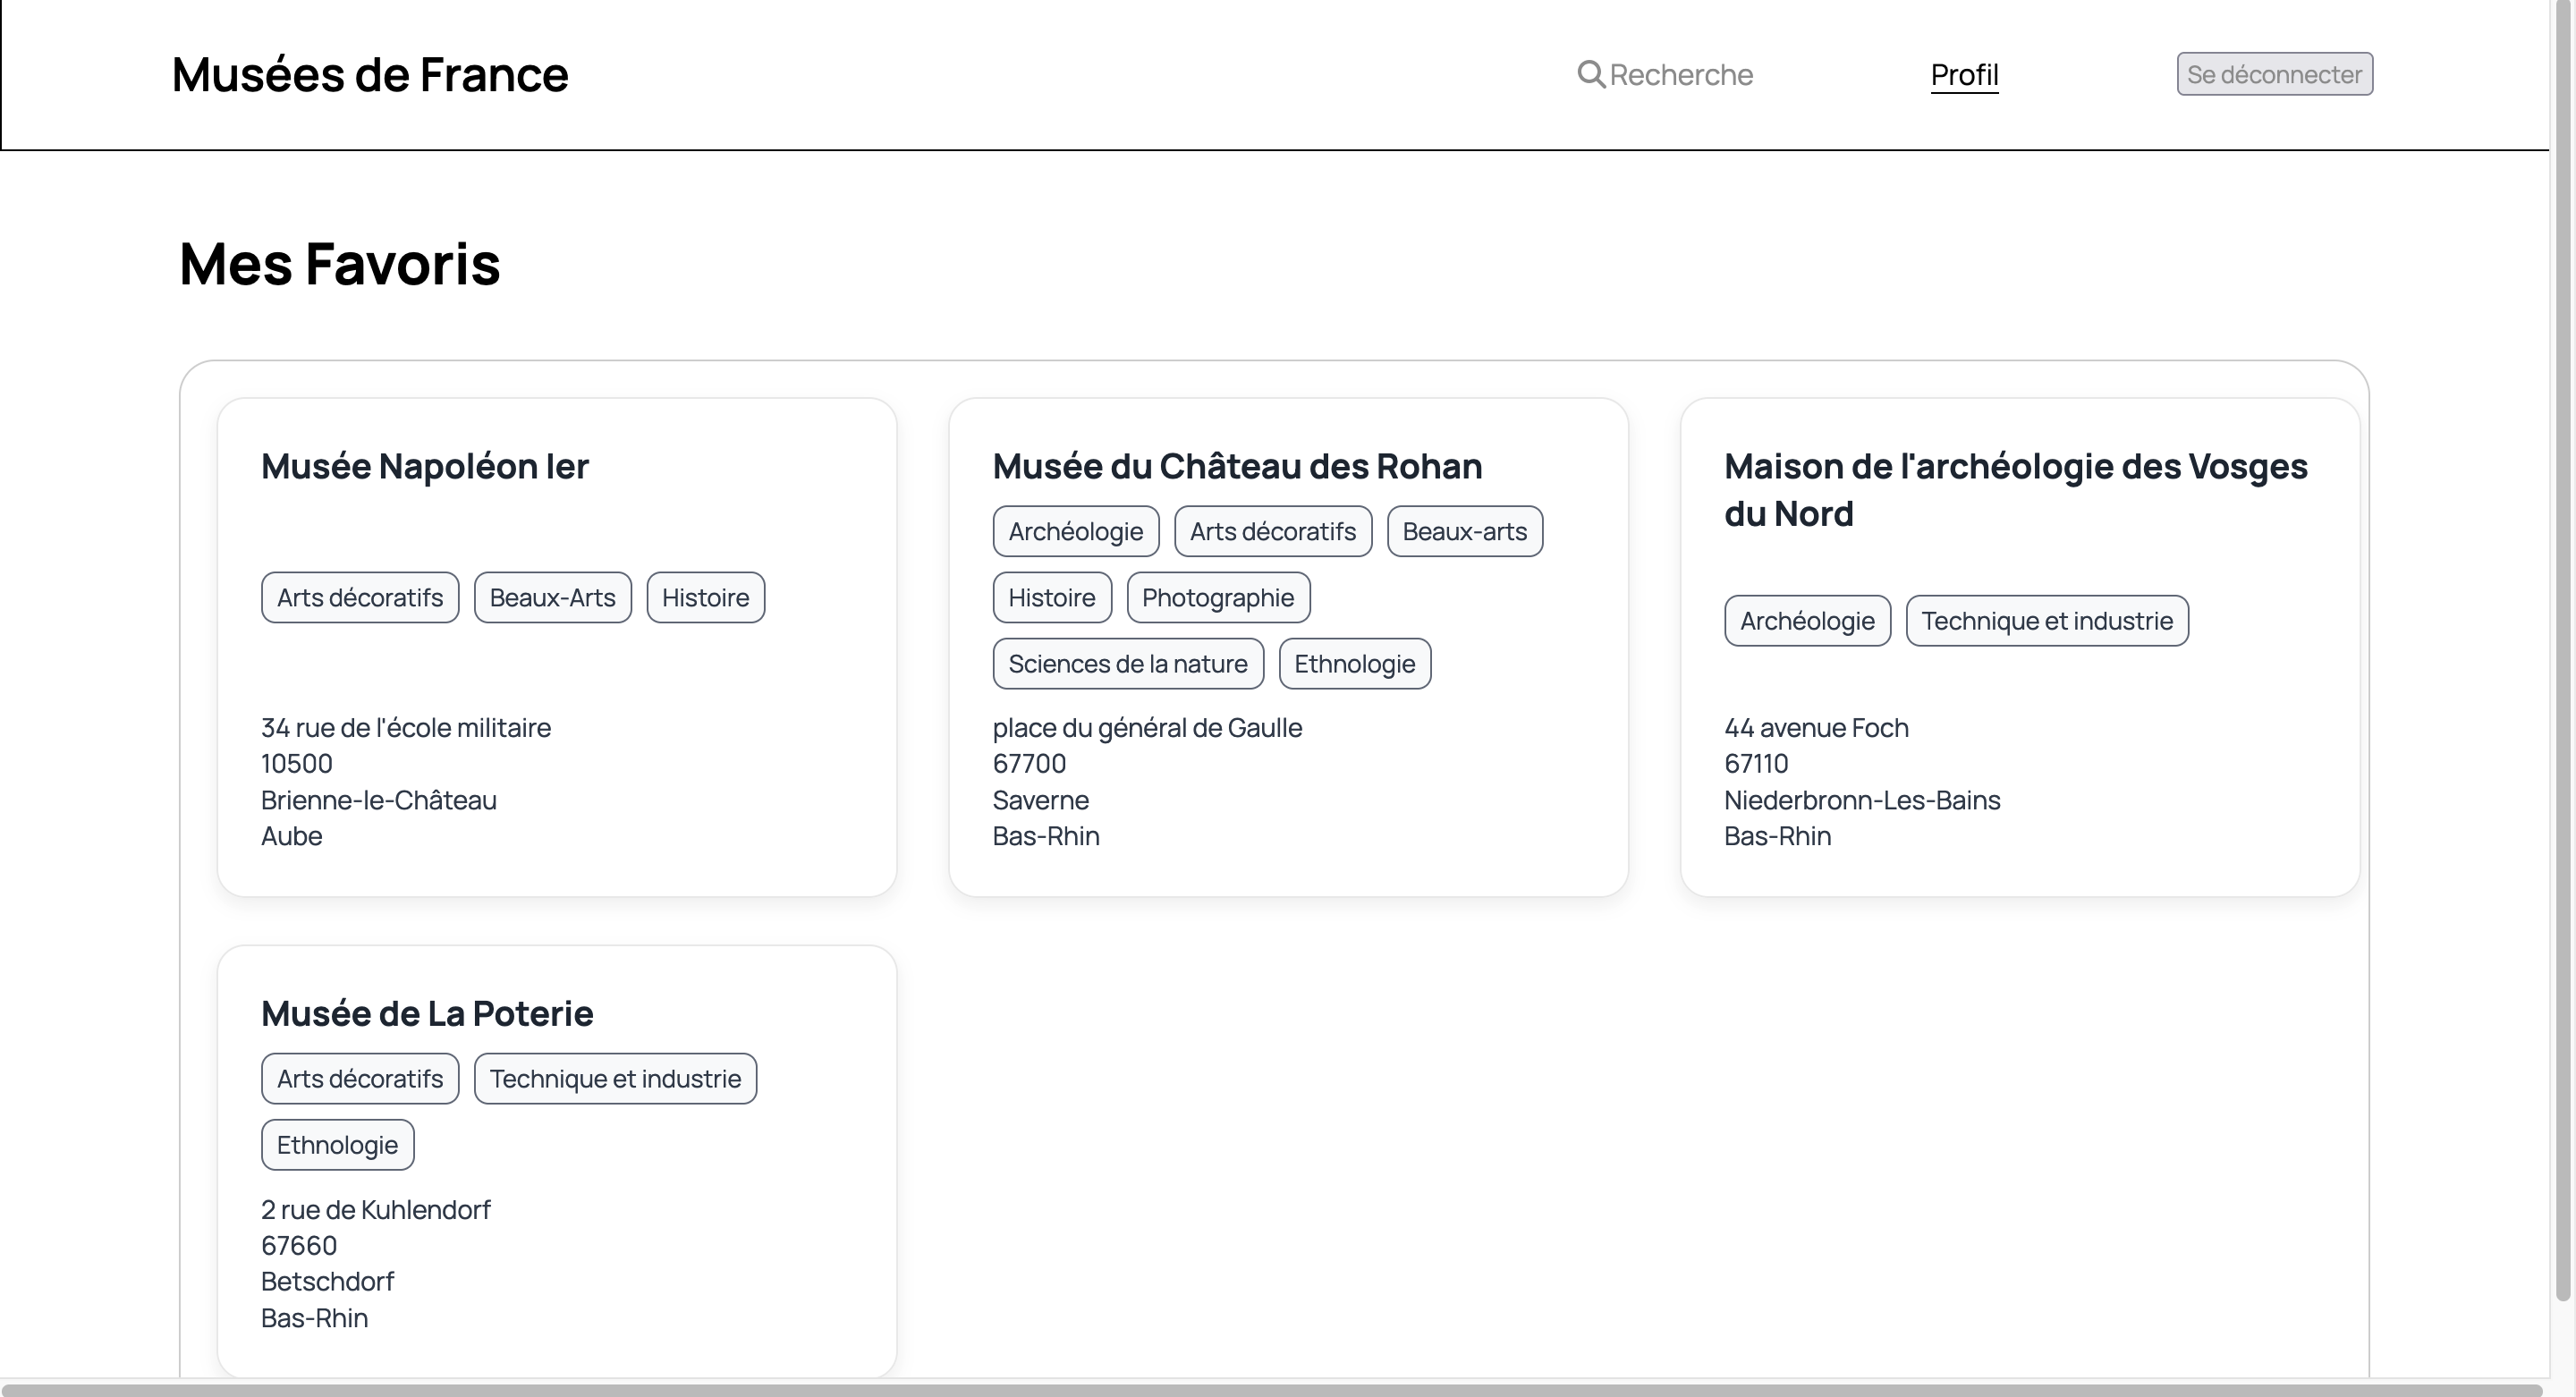 Musées de France
Recherche
Profil
Se déconnecter
Mes Favoris
Musée Napoléon Ier
Arts décoratifs
Beaux-Arts
Histoire
34 rue de l'école militaire
10500
Brienne-le-Château
Aube
Musée du Château des Rohan
Archéologie
Arts décoratifs
Beaux-arts
Histoire
Photographie
Sciences de la nature
Ethnologie
place du général de Gaulle
67700
Saverne
Bas-Rhin
Maison de l'archéologie des Vosges
du Nord
Archéologie
Technique et industrie
44 avenue Foch
67110
Niederbronn-Les-Bains
Bas-Rhin
Musée de La Poterie
Arts décoratifs
Technique et industrie
Ethnologie
2 rue de Kuhlendorf
67660
Betschdorf
Bas-Rhin